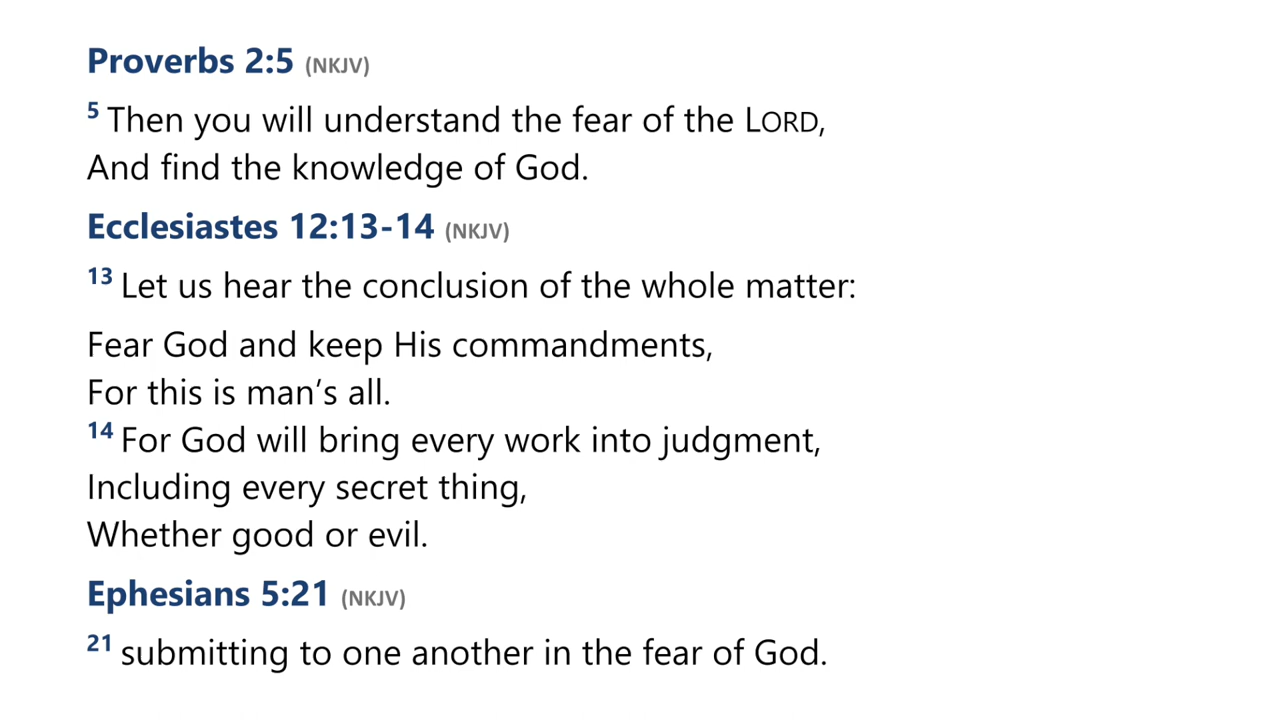 Proverbs 2:5 (NKJV)
5 Then you will understand the fear of the LORD,
And find the knowledge of God.
Ecclesiastes 12:13-14 (NKJV)
13 Let us hear the conclusion of the whole matter:
Fear God and keep His commandments,
For this is man’s all.
14 For God will bring every work into judgment,
Including every secret thing,
Whether good or evil.
Ephesians 5:21 (NKJV)
21 submitting to one another in the fear of God.